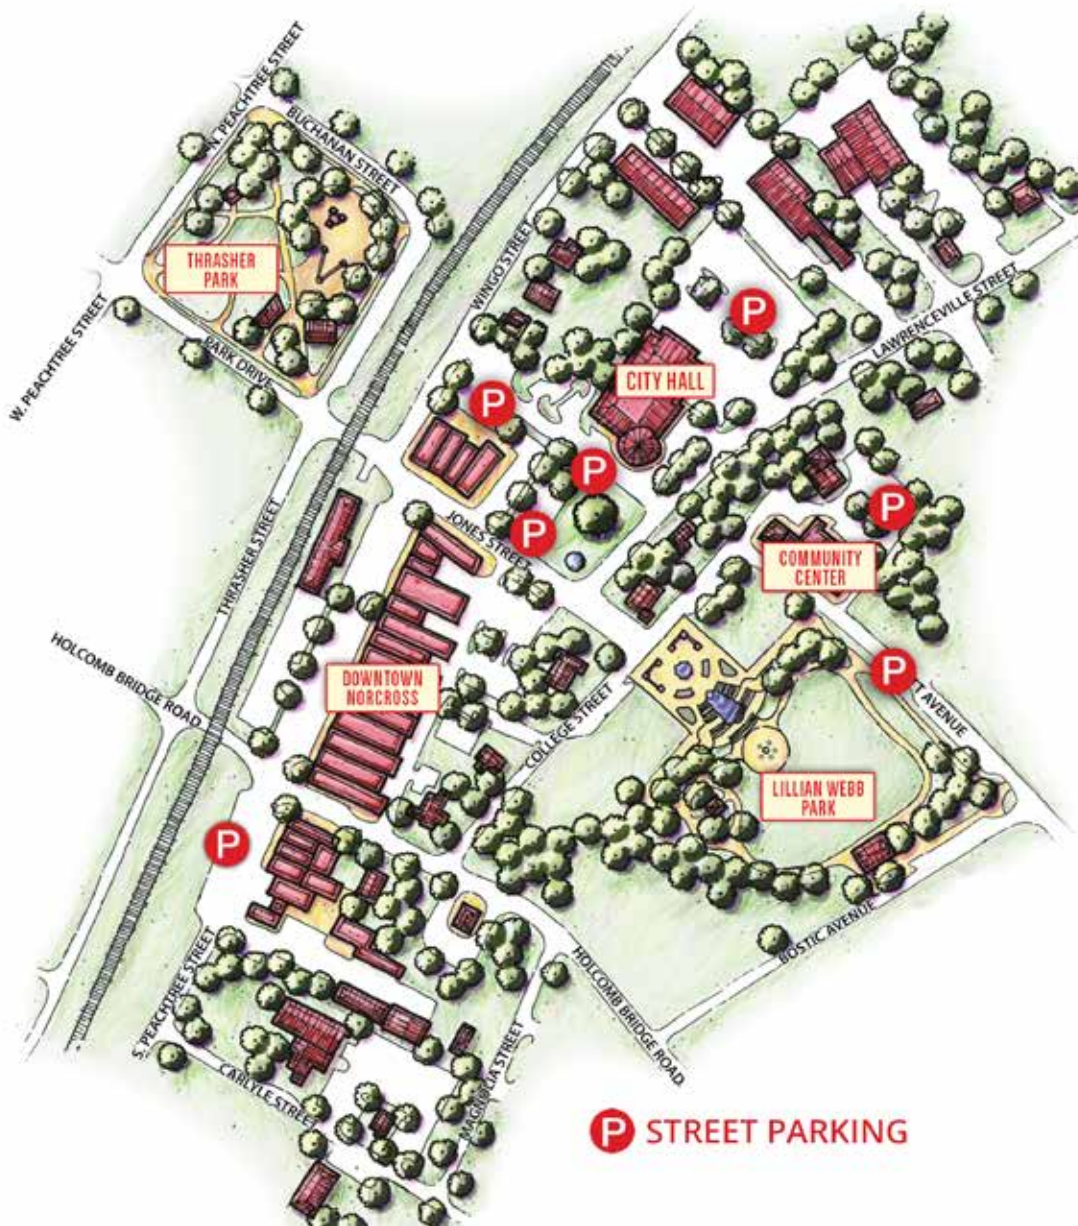 N. PEACHTREE STREET
BUCHANAN STREET
THRASHER
PARK
W. PEACHTREE STREET
PARK DRIVE
WINGO STREET
P
LAWRENCEVILLE STREET
CITY HALL
P
P
P
JONES STREET
P
COMMUNITY
CENTER
THRASHER STREET
HOLCOMB BRIDGE ROAD
DOWNTOWN
NORCROSS
COLLEGE STREET
P
TT AVENUE
LILLIAN WEBB
PARK
P
BOSTIC AVENUE
S. PEACHTREE STREET
HOLCOMB BRIDGE ROAD
CARLYLE STREET
MAGNOLIA STREET
P STREET PARKING